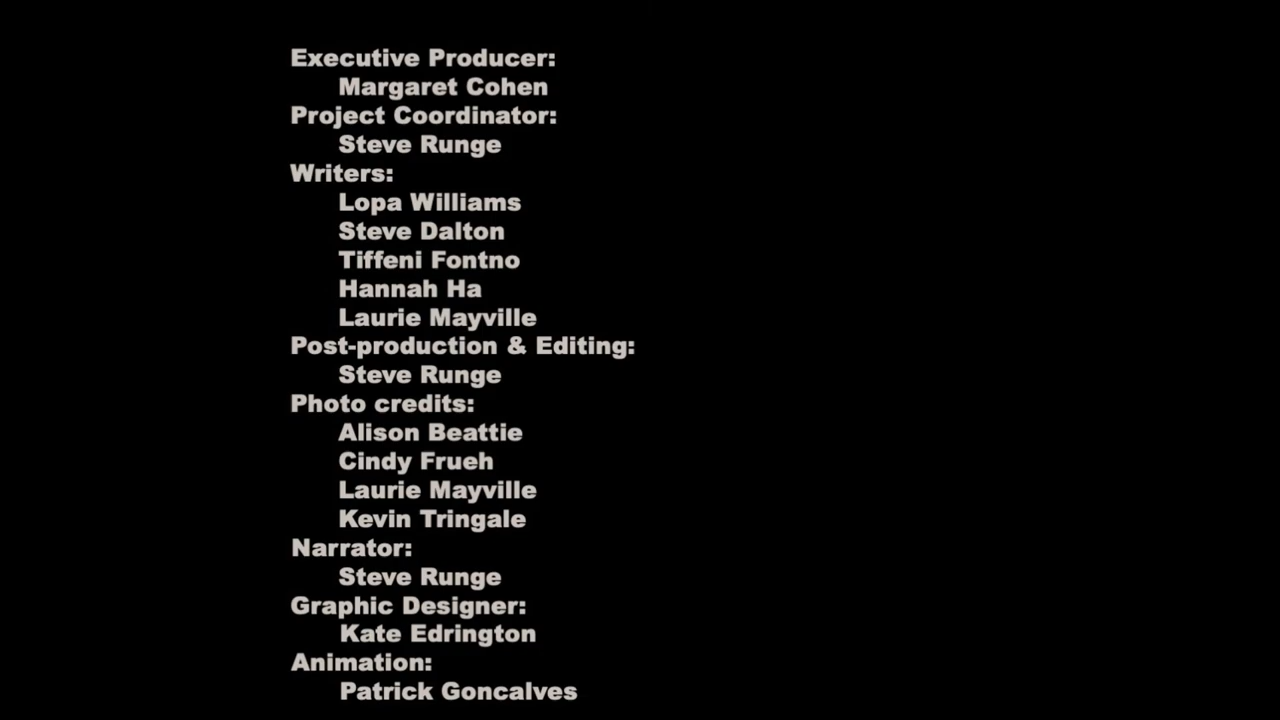 Executive Producer:
Margaret Cohen
Project Coordinator:
Steve Runge
Writers:
Lopa Williams
Steve Dalton
Tiffeni Fontno
Hannah Ha
Laurie Mayville
Post-production & Editing:
Steve Runge
Photo credits:
Alison Beattie
Cindy Frueh
Laurie Mayville
Kevin Tringale
Narrator:
Steve Runge
Graphic Designer:
Kate Edrington
Animation:
Patrick Goncalves